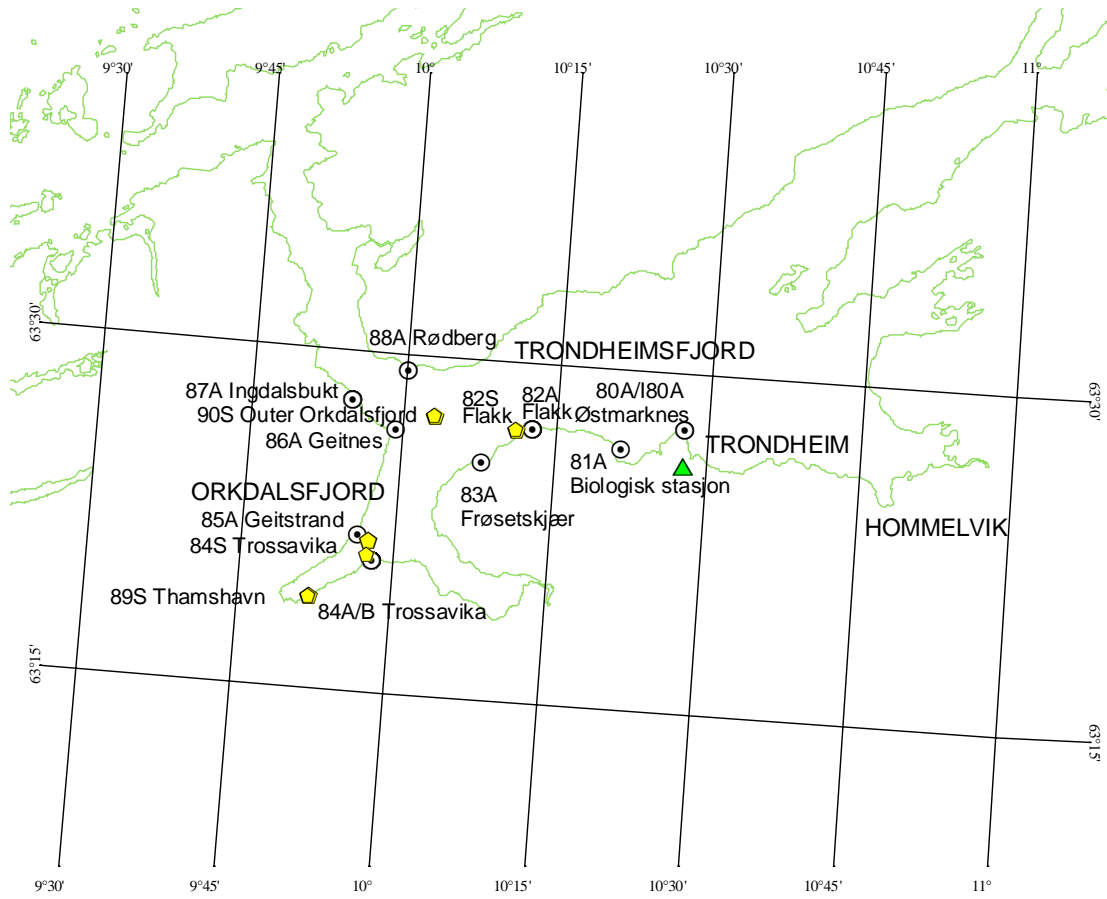 9°30'
9°45'
10°
10°15'
10°30'
10°45'
11°
63°30'
88A Rødberg
TRONDHEIMSFJORD
87A Ingdalsbukt
90S Outer Orkdalsfjord
86A Geitnes
82S
Flakk
82A
Flakk
80A/I80A
Østmarknes
63°30'
TRONDHEIM
81A
Biologisk stasjon
83A
Frøsetskjær
ORKDALSFJORD
85A Geitstrand
84S Trossavika
HOMMELVIK
89S Thamshavn
84A/B Trossavika
63°15'
63°15'
9°30'
9°45'
10°
10°15'
10°30'
10°45'
11°